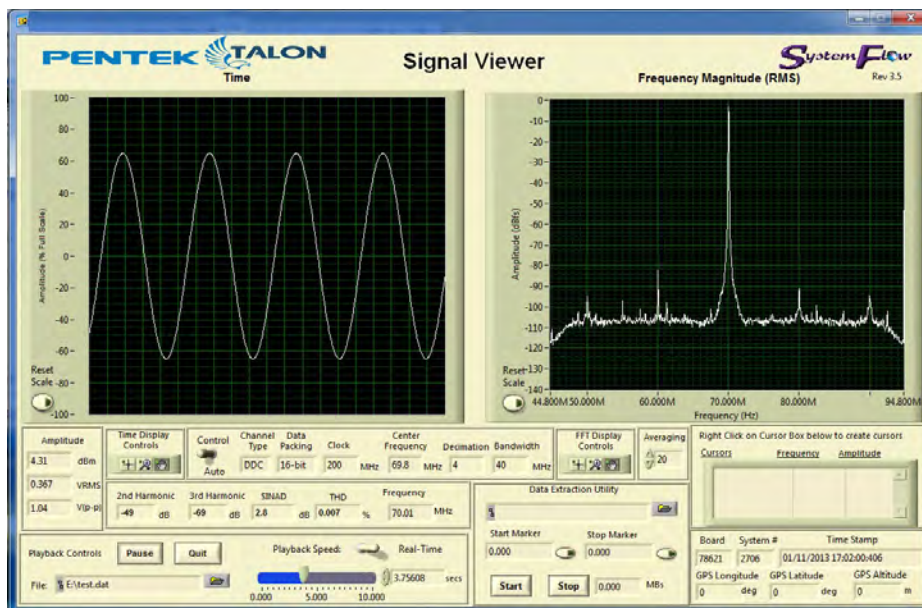 PENTEK TALON
Signal Viewer
SystemFlow
Rev 3.5
Time
Frequency Magnitude (RMS)
Amplitude (% Full Scale)
100
80
60
40
20
0
-20
-40
-60
-80
-100
Reset
Scale
Amplitude (dBfs)
0
-10
-20
-30
-40
-50
-60
-70
-80
-90
-100
-110
-120
-130
-140
Reset
Scale
44.800M 50.000M 60.000M 70.000M 80.000M 94.800M
Frequency (Hz)
Amplitude
4.31 dBm
0.367 VRMS
1.04 V(p-p)
Time Display
Controls
Control
Auto
Channel
Type
DDC
Data
Packing
16-bit
Clock
200 MHz
Center
Frequency
69.8 MHz
Decimation
4
Bandwidth
40 MHz
FFT Display
Controls
Averaging
20
Right Click on Cursor Box below to create cursors
Cursors Frequency Amplitude
2nd Harmonic
-49 dB
3rd Harmonic
-69 dB
SINAD
2.8 dB
THD
0.007 %
Frequency
70.01 MHz
Data Extraction Utility
Start Marker
0.000
Stop Marker
0.000
Start Stop 0.000 MBs
Playback Controls Pause Quit
File: E:\test.dat
Playback Speed: Real-Time
0.000 5.000 10.000
3.75608 secs
Board System # Time Stamp
78621 2706 01/11/2013 17:02:00:406
GPS Longitude GPS Latitude GPS Altitude
0 deg 0 deg 0 m